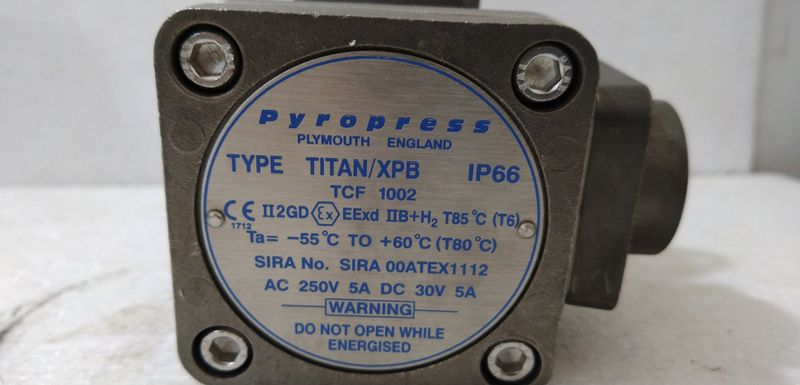 Pyropress
PLYMOUTH ENGLAND
TYPE TITAN/XPB IP66
TCF 1002
CE 1712 II2GD Ex EExd IIB+H₂ T85°C (T6)
Ta= -55°C TO +60°C (T80°C)
SIRA No. SIRA 00ATEX1112
AC 250V 5A DC 30V 5A
WARNING
DO NOT OPEN WHILE
ENERGISED